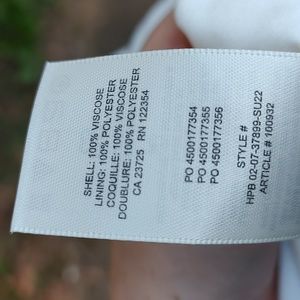 SHELL: 100% VISCOSE
LINING: 100% POLYESTER
COQUILLE: 100% VISCOSE
DOUBLURE: 100% POLYESTER
CA 23725 RN 122354
PO 4500177354
PO 4500177355
PO 4500177356
STYLE #
HPB 02-07-37899-SU22
ARTICLE # 100932